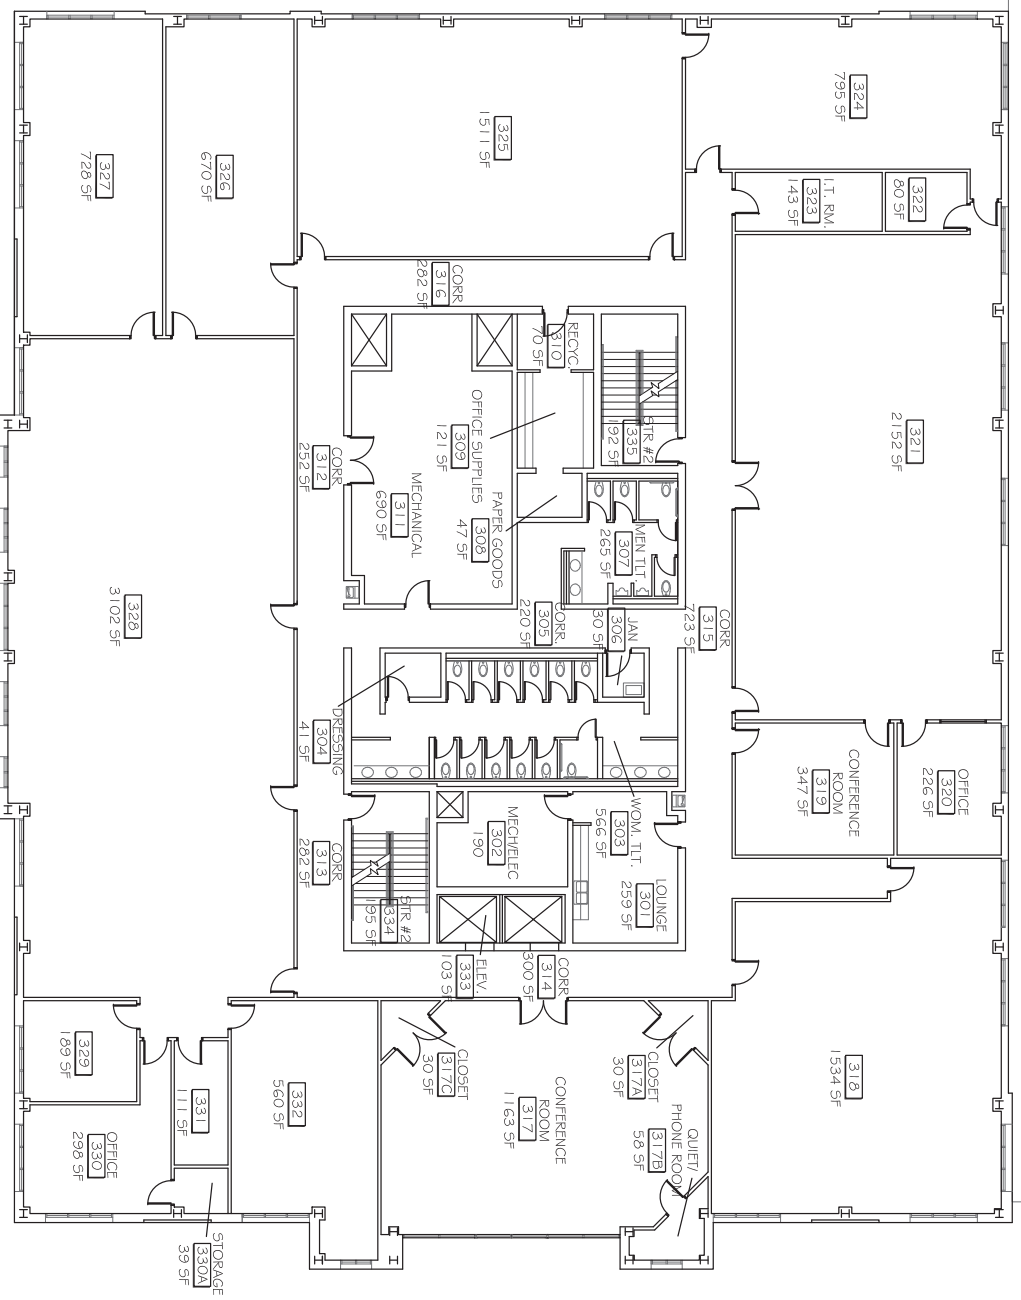 324
795 SF
325
1511 SF
326
670 SF
327
728 SF
322
80 SF
I.T. RM.
323
143 SF
321
2152 SF
CORR
316
282 SF
RECYC.
310
70 SF
STR #2
335
192 SF
OFFICE SUPPLIES
309
121 SF
PAPER GOODS
308
47 SF
MECHANICAL
311
690 SF
CORR
312
252 SF
MEN TLT.
307
265 SF
328
3102 SF
CORR.
305
220 SF
JAN
306
30 SF
CORR
315
723 SF
DRESSING
304
41 SF
OFFICE
320
226 SF
CONFERENCE
ROOM
319
347 SF
WOM. TLT.
303
566 SF
MECH/ELEC
302
190
LOUNGE
301
259 SF
CORR
313
282 SF
STR #2
334
195 SF
ELEV.
333
103 SF
CORR
314
300 SF
318
1534 SF
CLOSET
317A
30 SF
CLOSET
317C
30 SF
CONFERENCE
ROOM
317
1163 SF
QUIET/
PHONE ROOM
317B
58 SF
332
560 SF
329
189 SF
331
111 SF
OFFICE
330
298 SF
STORAGE
330A
39 SF